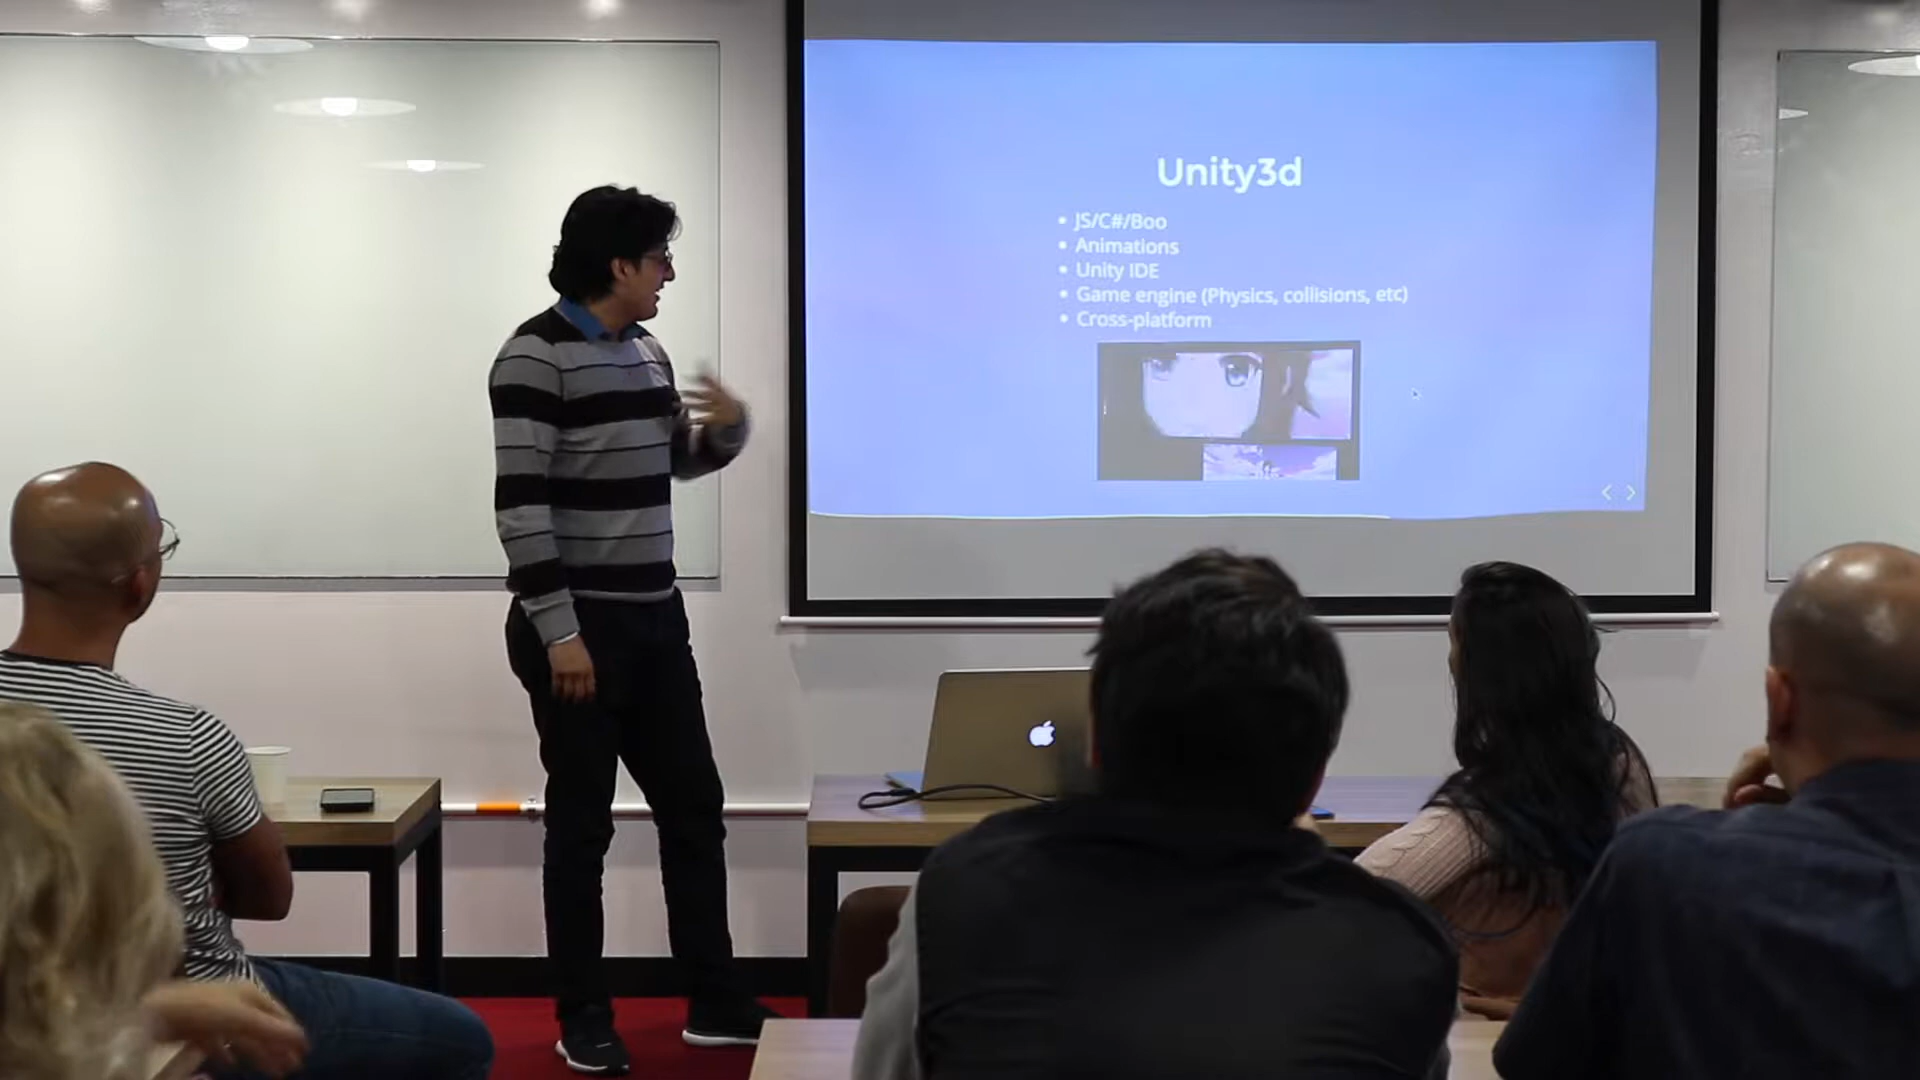 Unity3d
• JS/C#/Boo
• Animations
• Unity IDE
• Game engine (Physics, collisions, etc)
• Cross-platform